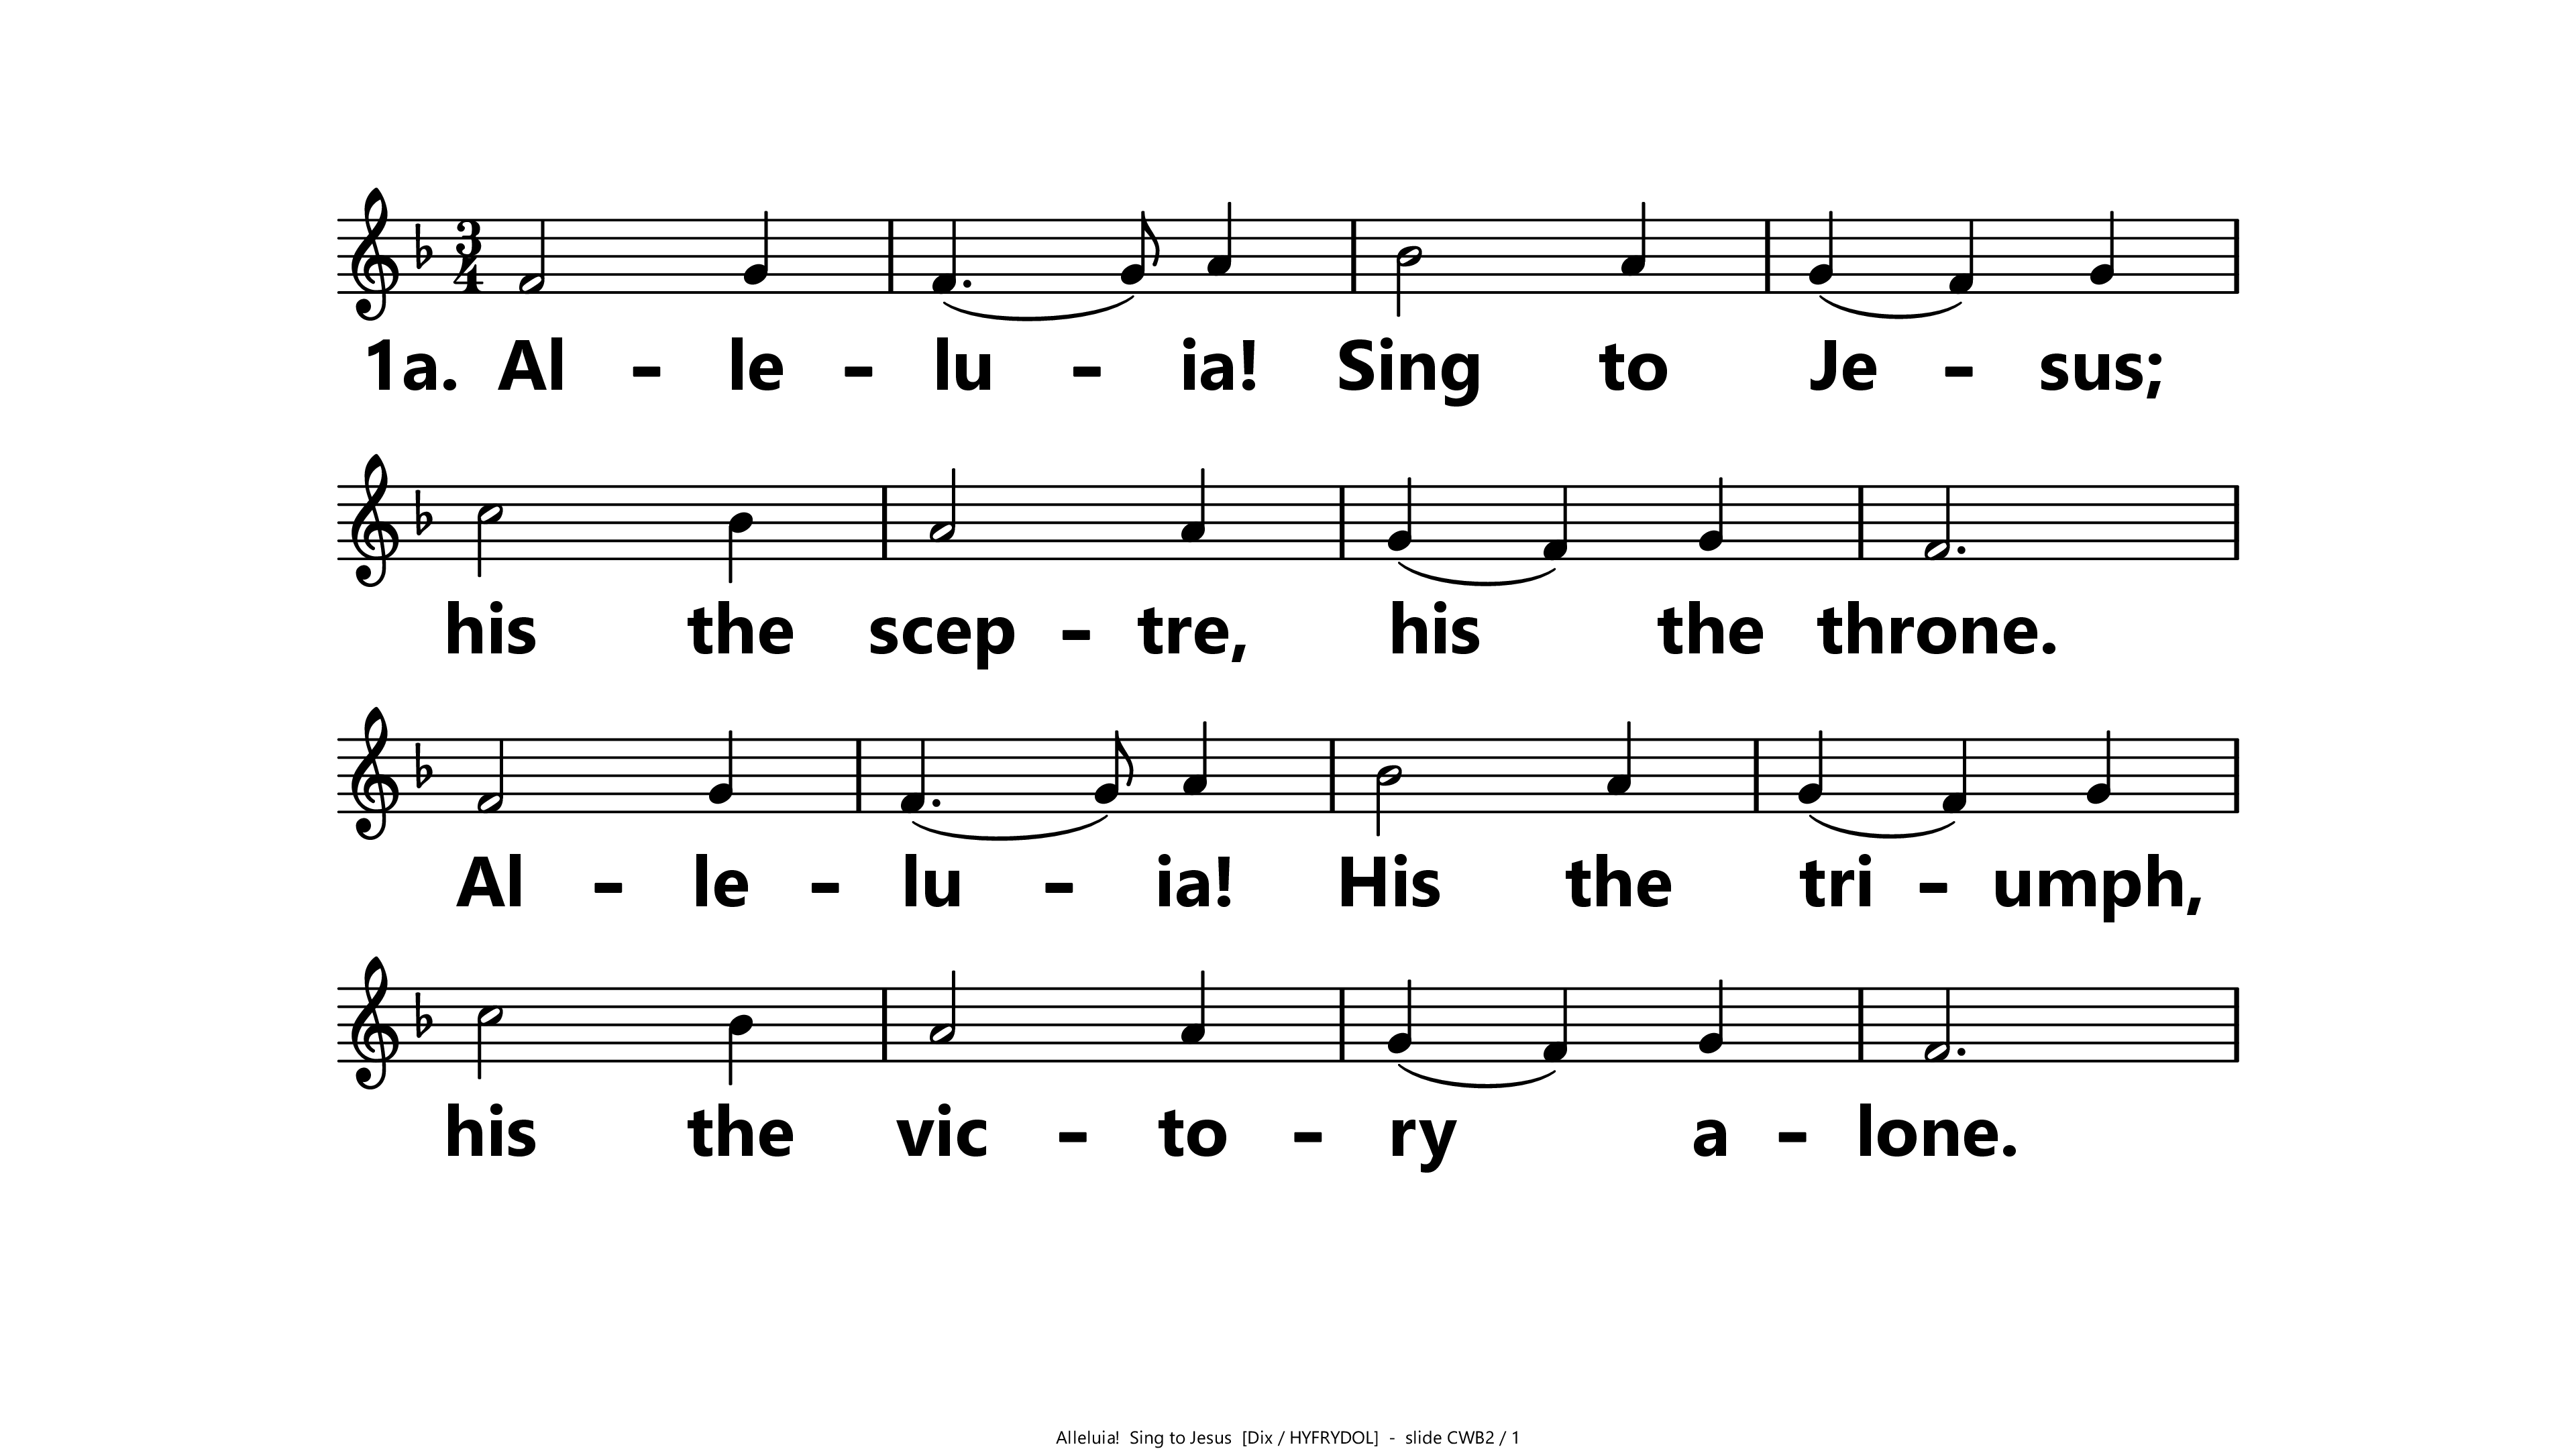 1a. Al - le - lu - ia! Sing to Je - sus;
his the scep - tre, his the throne.
Al - le - lu - ia! His the tri - umph,
his the vic - to - ry a - lone.
Alleluia! Sing to Jesus [Dix / HYFRYDOL] - slide CWB2 / 1